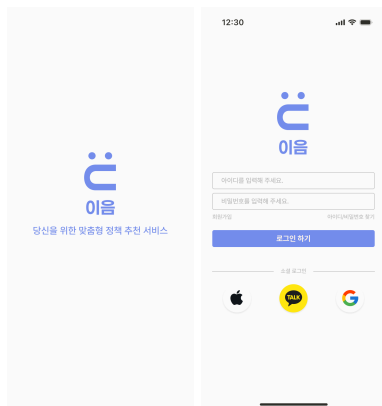 이음
당신을 위한 맞춤형 정책 추천 서비스
12:30
이음
아이디를 입력해 주세요.
비밀번호를 입력해 주세요.
회원가입
아이디/비밀번호 찾기
로그인 하기
소셜 로그인
TALK